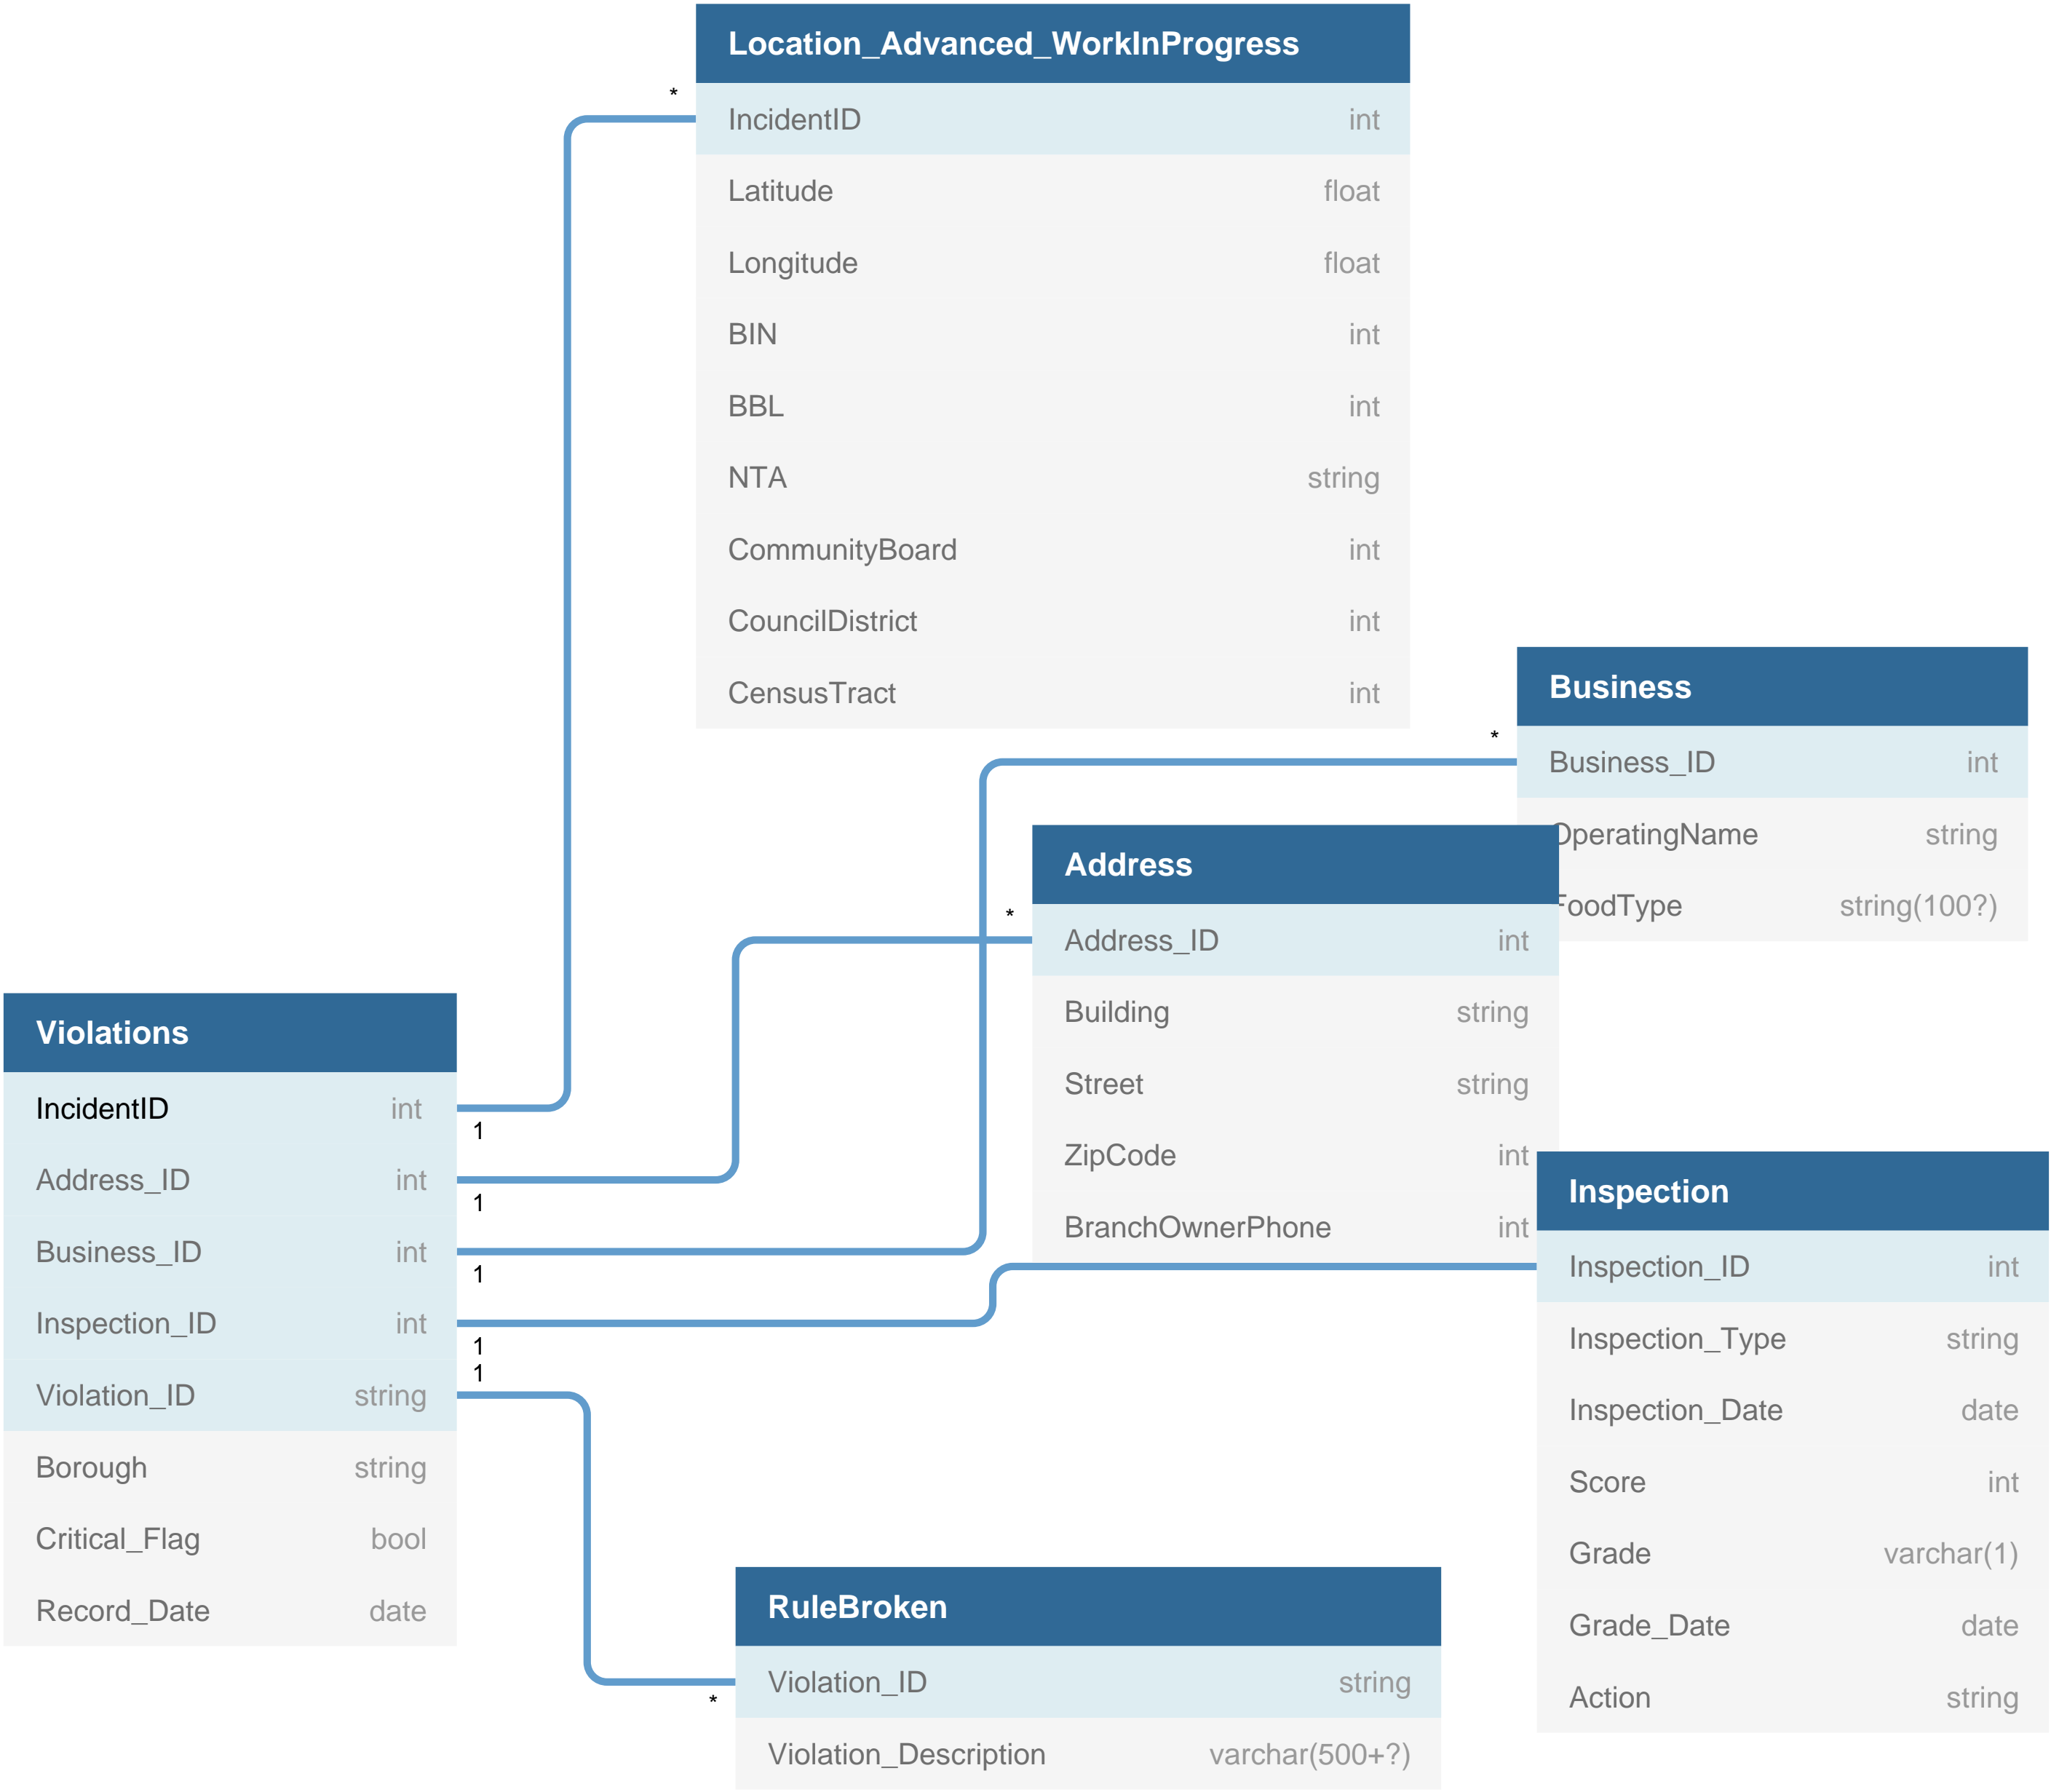 Location_Advanced_WorkInProgress
*
IncidentID int
Latitude float
Longitude float
BIN int
BBL int
NTA string
CommunityBoard int
CouncilDistrict int
CensusTract int
Business
*
Business_ID int
OperatingName string
FoodType string(100?)
Address
*
Address_ID int
Building string
Street string
ZipCode int
BranchOwnerPhone int
Violations
IncidentID int
1
Address_ID int
1
Business_ID int
1
Inspection_ID int
1
1
Violation_ID string
Borough string
Critical_Flag bool
Record_Date date
Inspection
Inspection_ID int
Inspection_Type string
Inspection_Date date
Score int
Grade varchar(1)
Grade_Date date
Action string
RuleBroken
Violation_ID string
*
Violation_Description varchar(500+?)